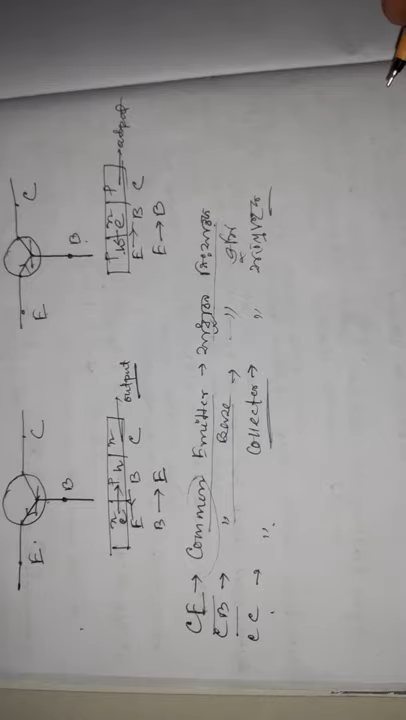 E. C
B
n e P h n output
E B C
B → E
E C
B
P n P output
E → B C
E → B
CE → Common Emitter →
CB → " Base → "
CC → ". Collector → "